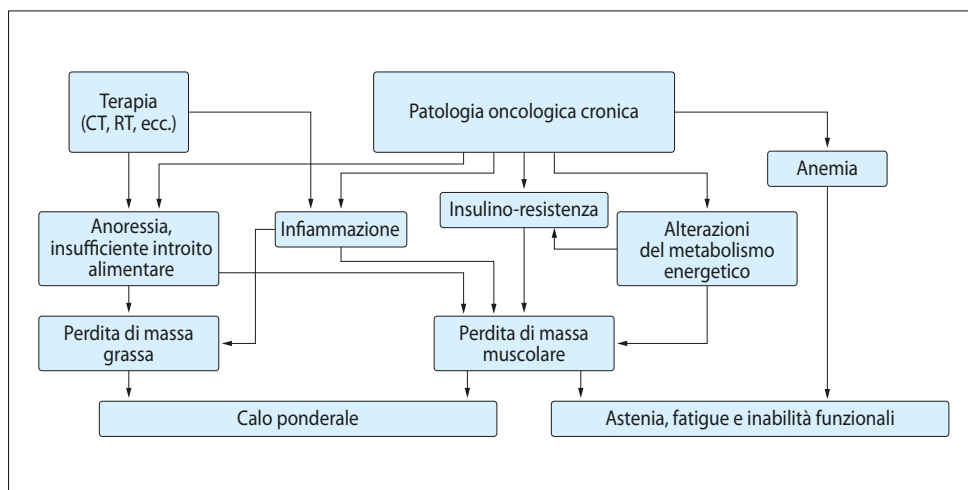 Terapia
(CT, RT, ecc.)
Patologia oncologica cronica
Anemia
Anoressia,
insufficiente introito
alimentare
Infiammazione
Insulino-resistenza
Alterazioni
del metabolismo
energetico
Perdita di massa
grassa
Perdita di massa
muscolare
Calo ponderale
Astenia, fatigue e inabilità funzionali